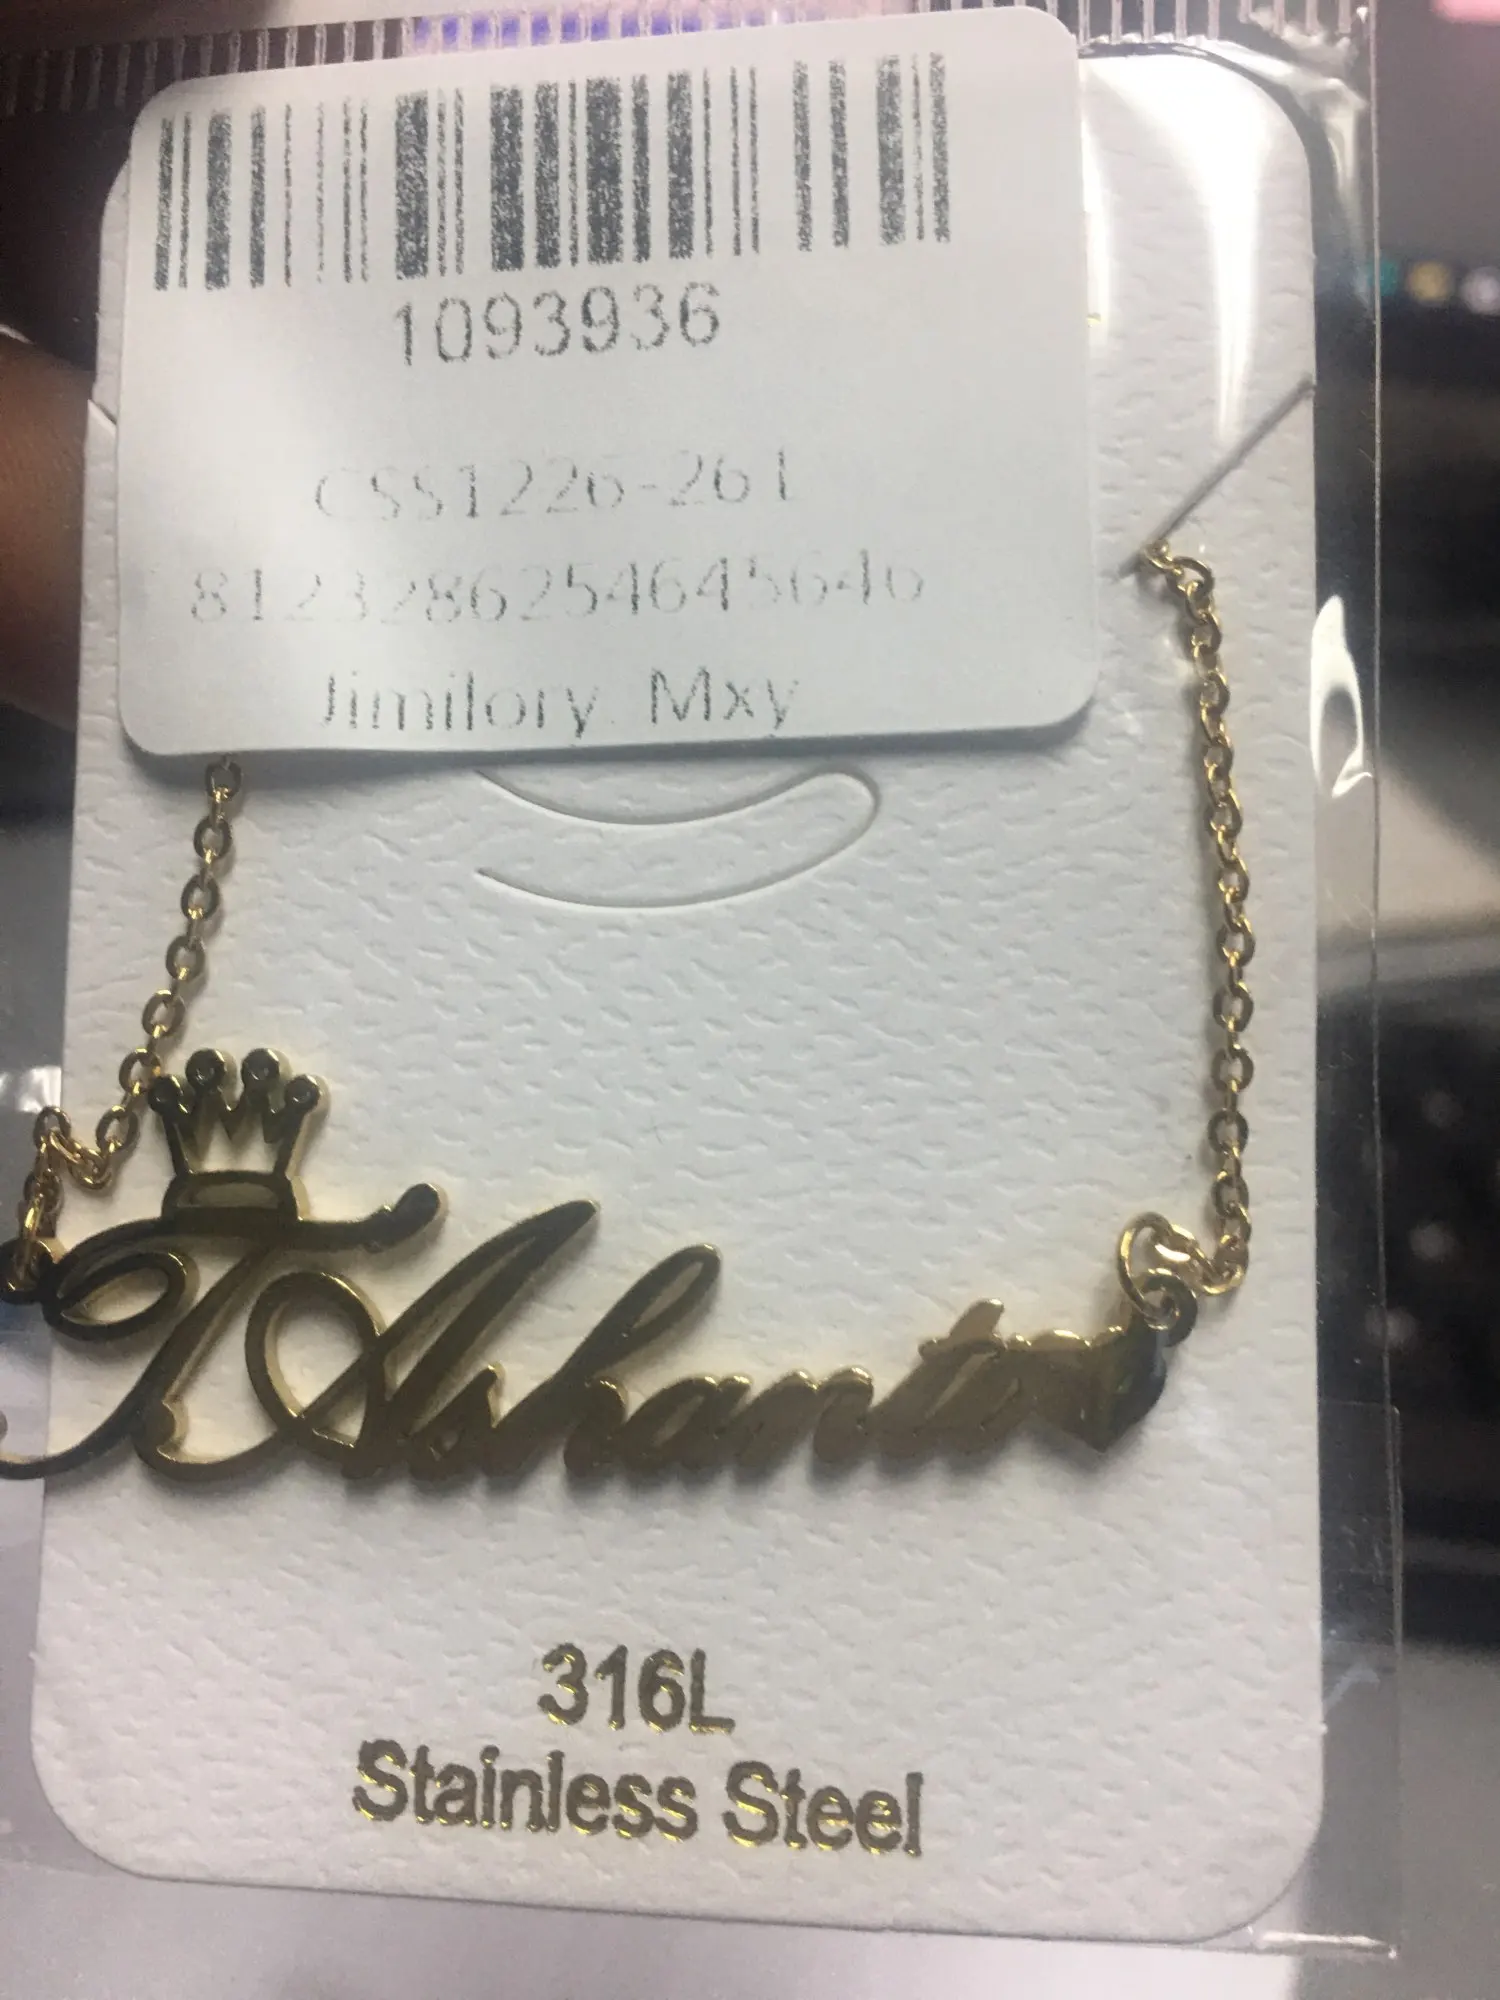 1093936
CSS1226-261
8123286254645646
Jimilory Mxy
TAshanti
316L
Stainless Steel